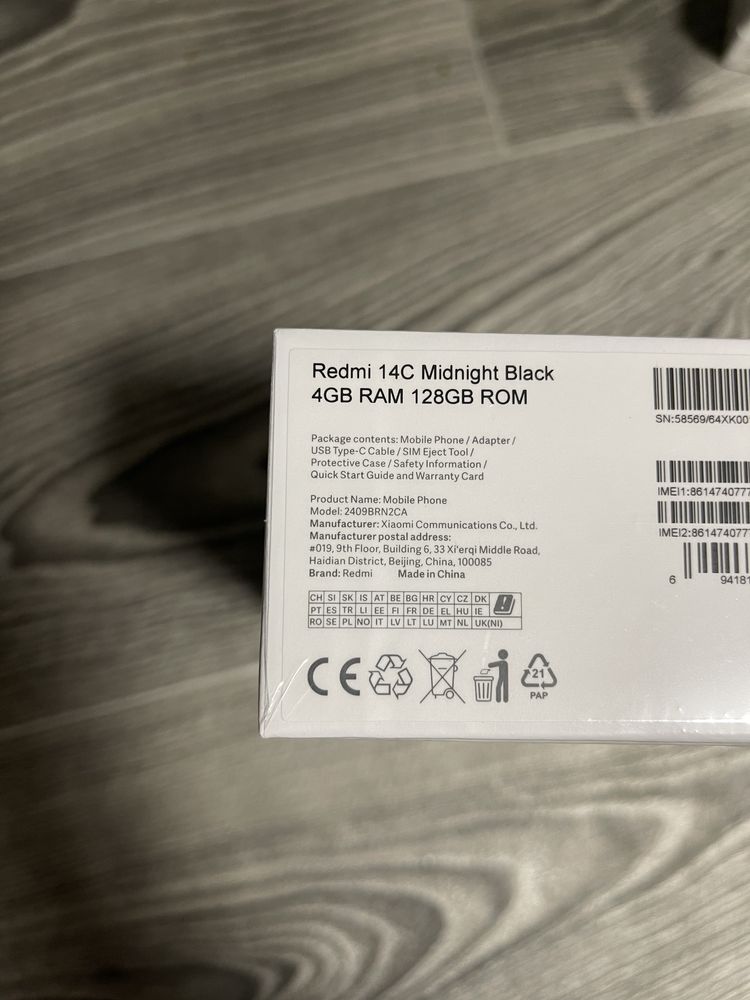 Redmi 14C Midnight Black
4GB RAM 128GB ROM
Package contents: Mobile Phone / Adapter /
USB Type-C Cable / SIM Eject Tool /
Protective Case / Safety Information /
Quick Start Guide and Warranty Card
Product Name: Mobile Phone
Model: 2409BRN2CA
Manufacturer: Xiaomi Communications Co., Ltd.
Manufacturer postal address:
#019, 9th Floor, Building 6, 33 Xi'erqi Middle Road,
Haidian District, Beijing, China, 100085
Brand: Redmi Made in China
CH SI SK IS AT BE BG HR CY CZ DK
PT ES TR LI EE FI FR DE EL HU IE
RO SE PL NO IT LV LT LU MT NL UK(NI)
CE
21
PAP
SN:58569/64XK00
IMEI1:861474077
IMEI2:861474077
6 94181